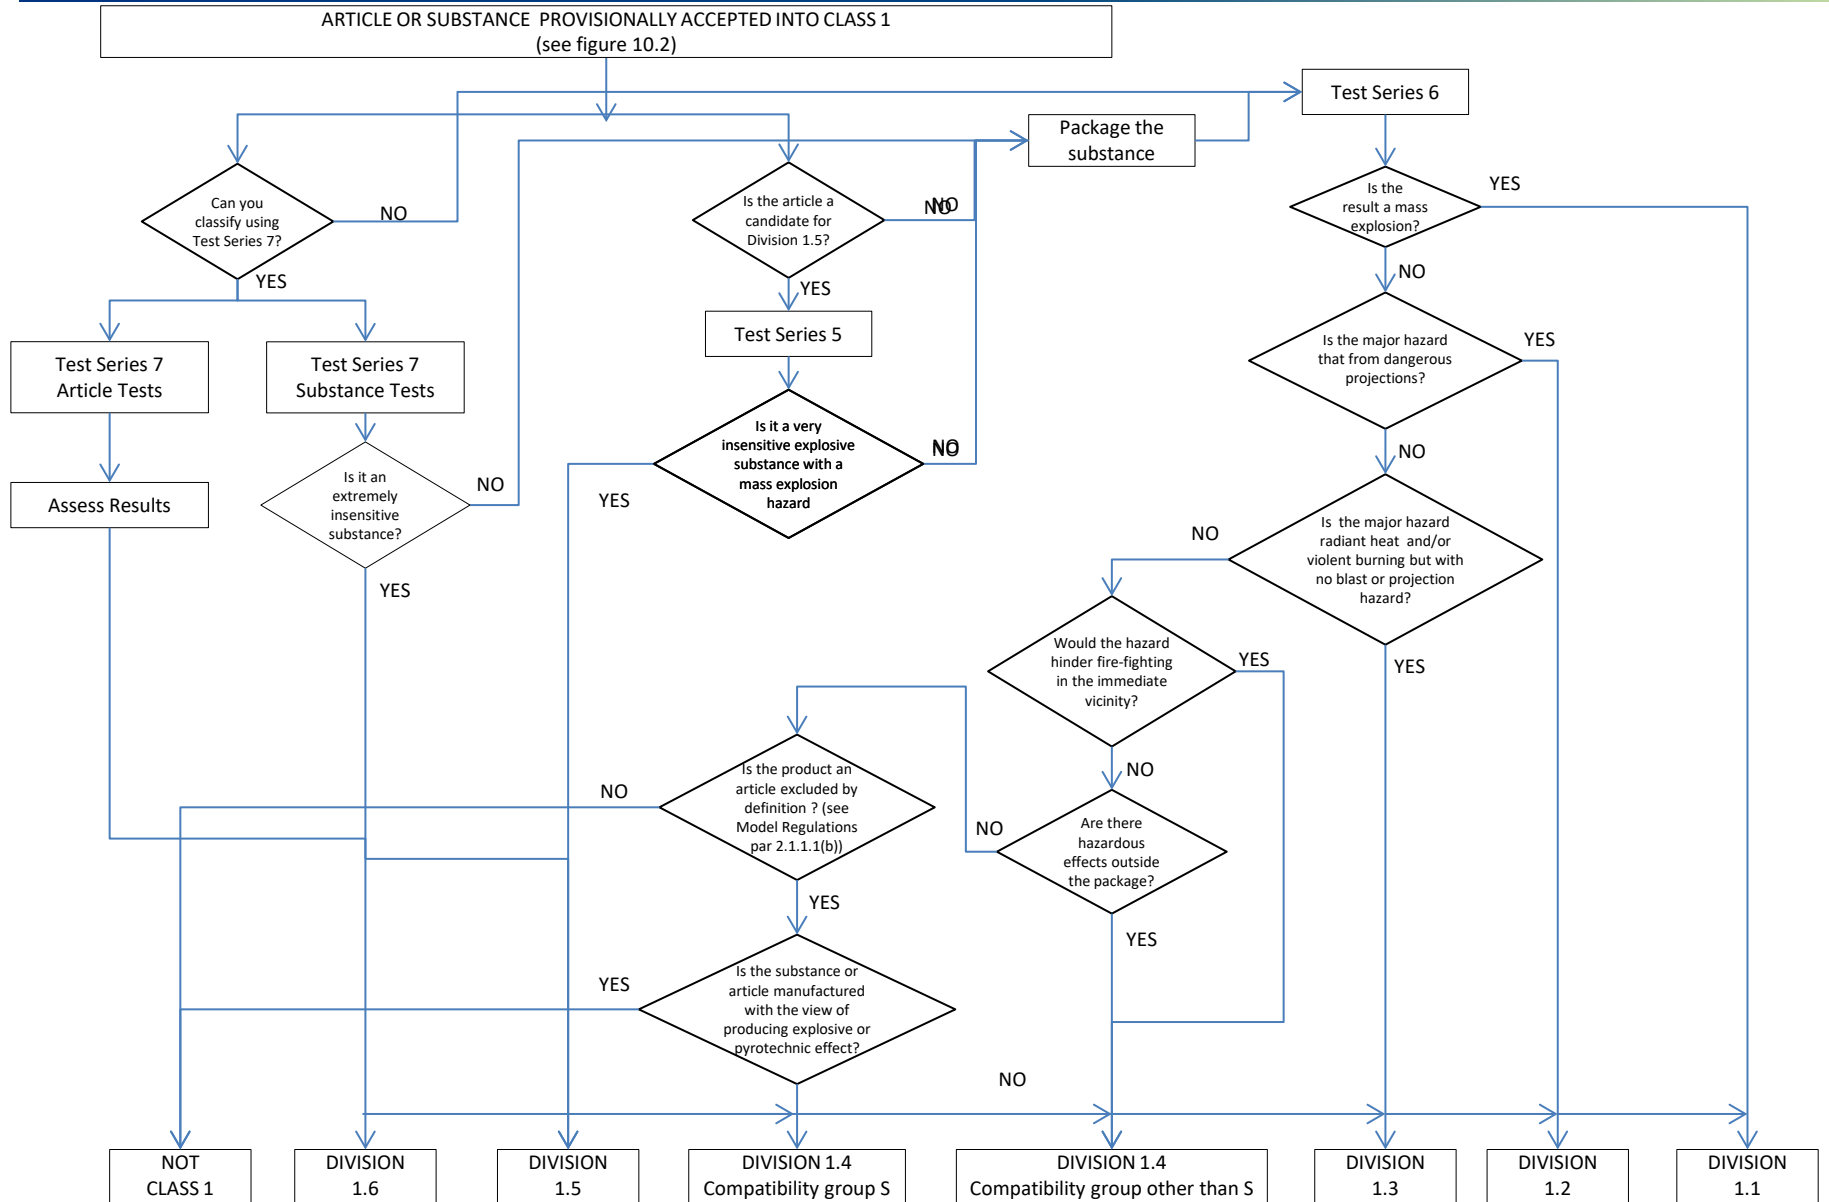 ARTICLE OR SUBSTANCE PROVISIONALLY ACCEPTED INTO CLASS 1
(see figure 10.2)
Test Series 6
Package the
substance
Can you
classify using
Test Series 7?
NO
YES
Is the article a
candidate for
Division 1.5?
NO
NO
YES
Is the
result a mass
explosion?
YES
NO
Test Series 7
Article Tests
Test Series 7
Substance Tests
Test Series 5
Is the major hazard
that from dangerous
projections?
YES
NO
Assess Results
Is it an
extremely
insensitive
substance?
NO
YES
Is it a very
insensitive explosive
substance with a
mass explosion
hazard
NO
NO
YES
Is the major hazard
radiant heat and/or
violent burning but with
no blast or projection
hazard?
NO
YES
Would the hazard
hinder fire-fighting
in the immediate
vicinity?
YES
NO
Is the product an
article excluded by
definition ? (see
Model Regulations
par 2.1.1.1(b))
NO
YES
Are there
hazardous
effects outside
the package?
NO
YES
Is the substance or
article manufactured
with the view of
producing explosive or
pyrotechnic effect?
YES
NO
NOT
CLASS 1
DIVISION
1.6
DIVISION
1.5
DIVISION 1.4
Compatibility group S
DIVISION 1.4
Compatibility group other than S
DIVISION
1.3
DIVISION
1.2
DIVISION
1.1